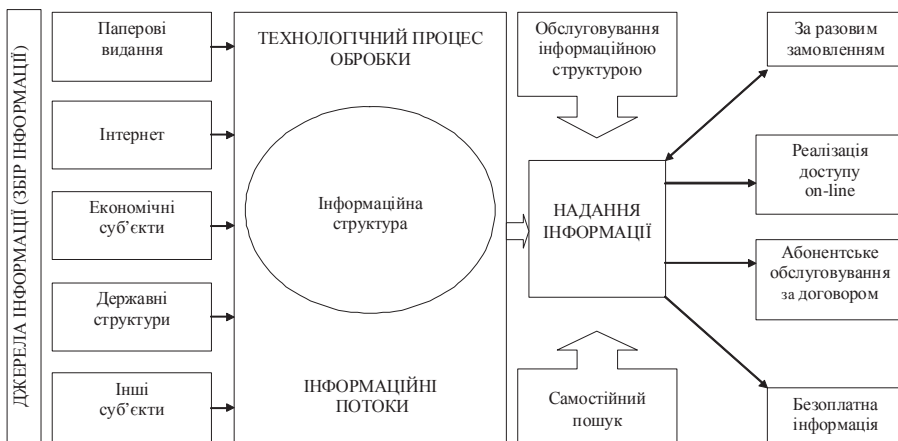 ДЖЕРЕЛА ІНФОРМАЦІЇ (ЗБІР ІНФОРМАЦІЇ)
Паперові
видання
Інтернет
Економічні
суб’єкти
Державні
структури
Інші
суб’єкти
ТЕХНОЛОГІЧНИЙ ПРОЦЕС
ОБРОБКИ
Інформаційна
структура
ІНФОРМАЦІЙНІ
ПОТОКИ
Обслуговування
інформаційною
структурою
НАДАННЯ
ІНФОРМАЦІЇ
Самостійний
пошук
За разовим
замовленням
Реалізація
доступу
on-line
Абонентське
обслуговування
за договором
Безоплатна
інформація